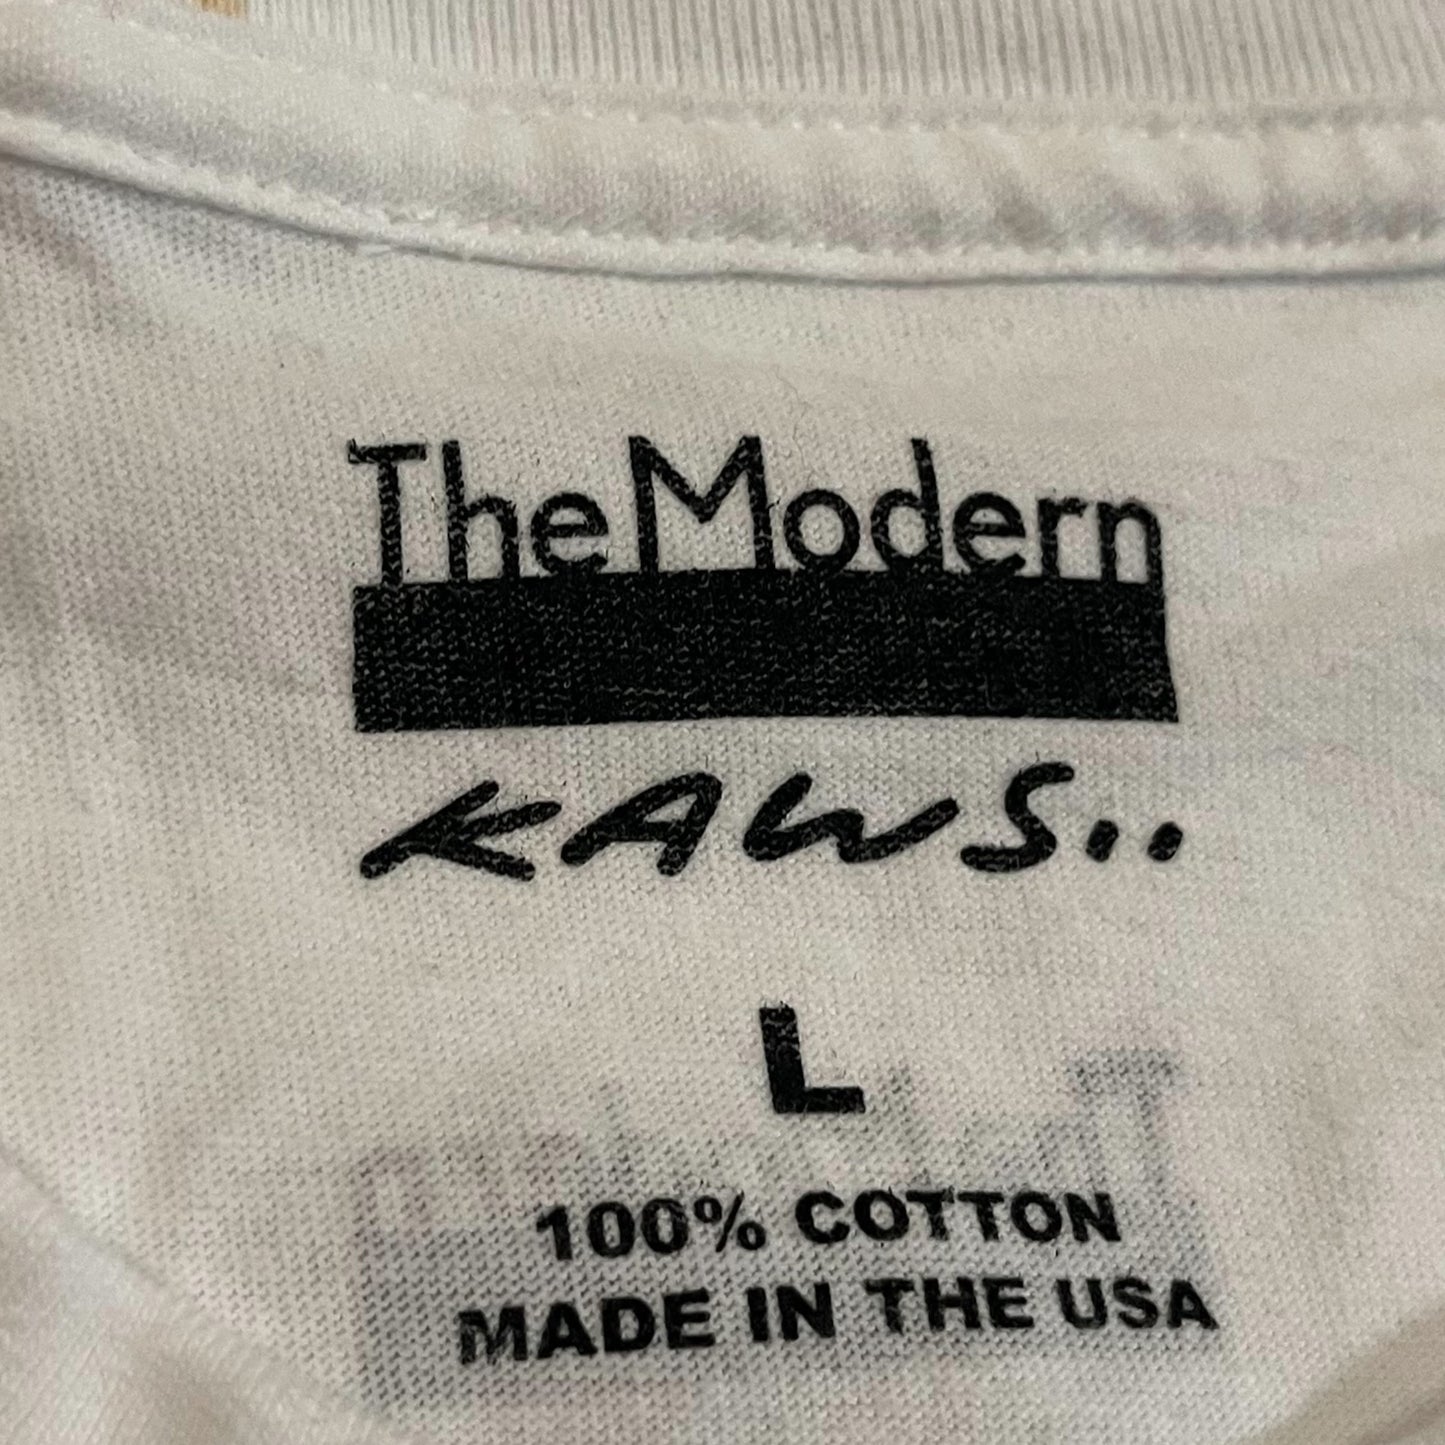 The Modern
KAWS..
L
100% COTTON
MADE IN THE USA